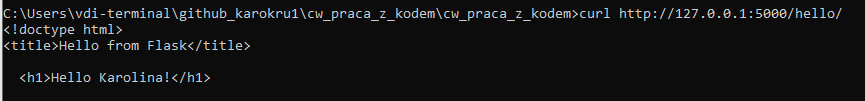 C:\Users\vdi-terminal\github_karokru1\cw_praca_z_kodem\cw_praca_z_kodem>curl http://127.0.0.1:5000/hello/
<!doctype html>
<title>Hello from Flask</title>
<h1>Hello Karolina!</h1>